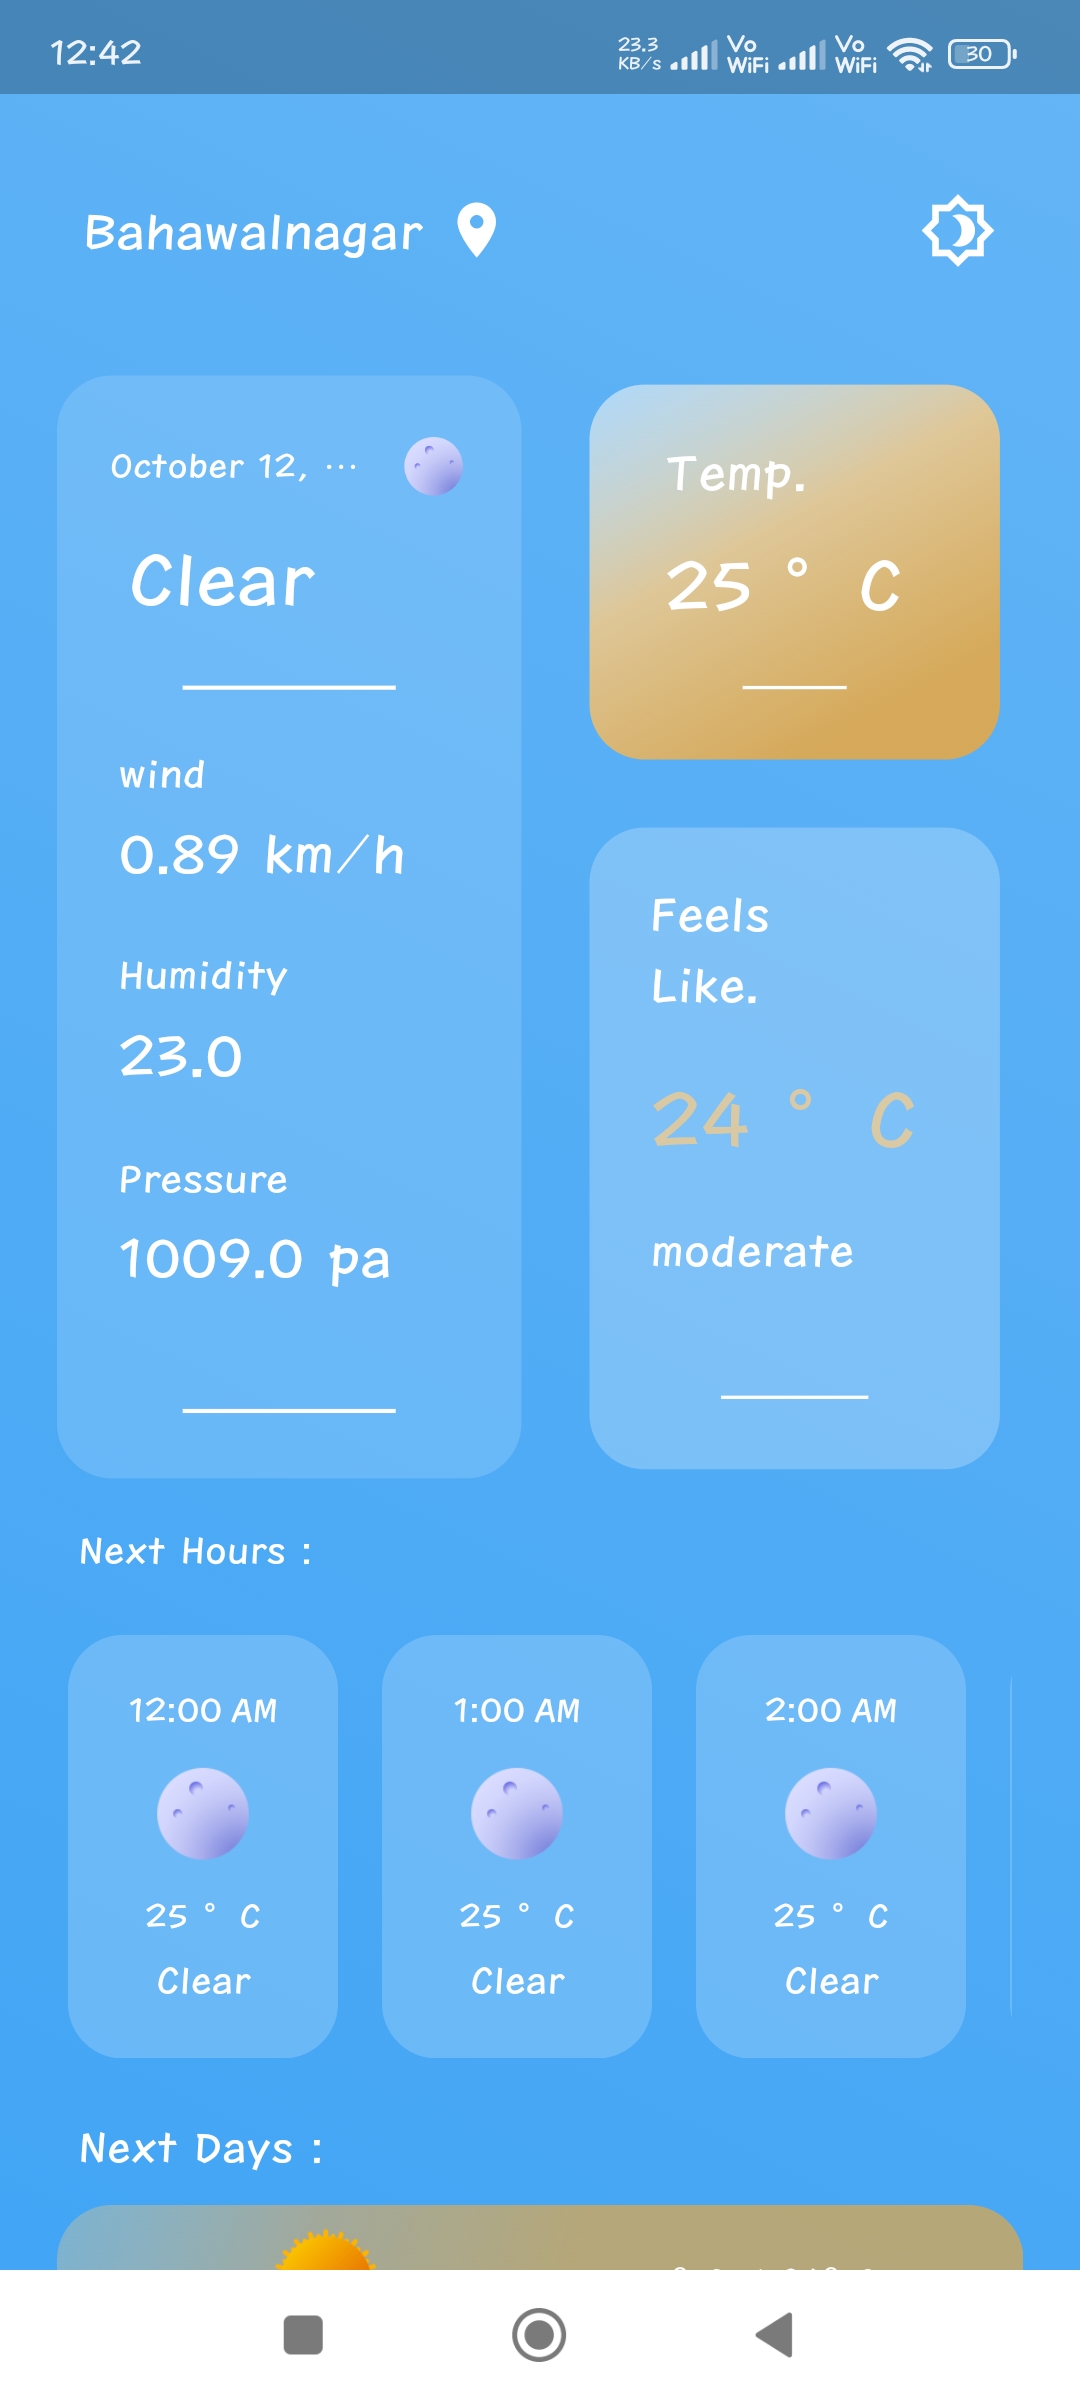 12:42
23.3
KB/s
Vo
WiFi
Vo
WiFi
30
Bahawalnagar
October 12, ...
Clear
wind
0.89 km/h
Humidity
23.0
Pressure
1009.0 pa
Temp.
25 ° C
Feels
Like.
24 ° C
moderate
Next Hours :
12:00 AM
25 ° C
Clear
1:00 AM
25 ° C
Clear
2:00 AM
25 ° C
Clear
Next Days :